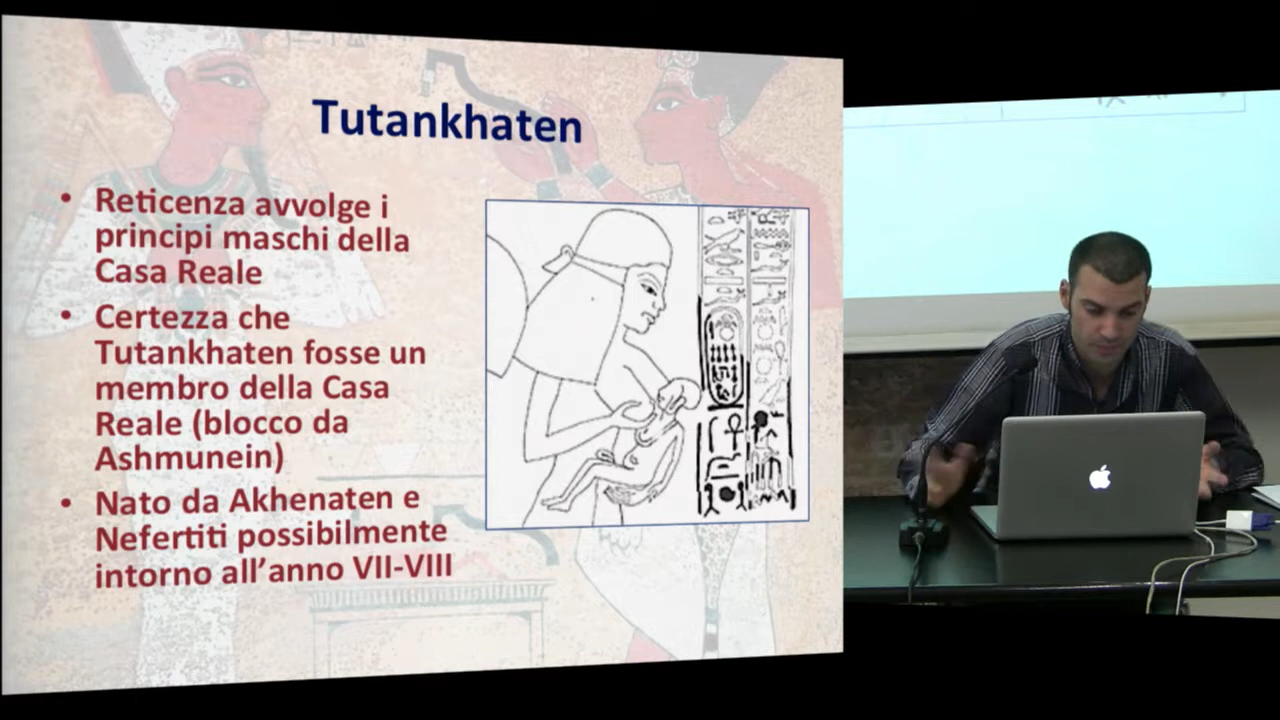 Tutankhaten
• Reticenza avvolge i
principi maschi della
Casa Reale
• Certezza che
Tutankhaten fosse un
membro della Casa
Reale (blocco da
Ashmunein)
• Nato da Akhenaten e
Nefertiti possibilmente
intorno all’anno VII-VIII